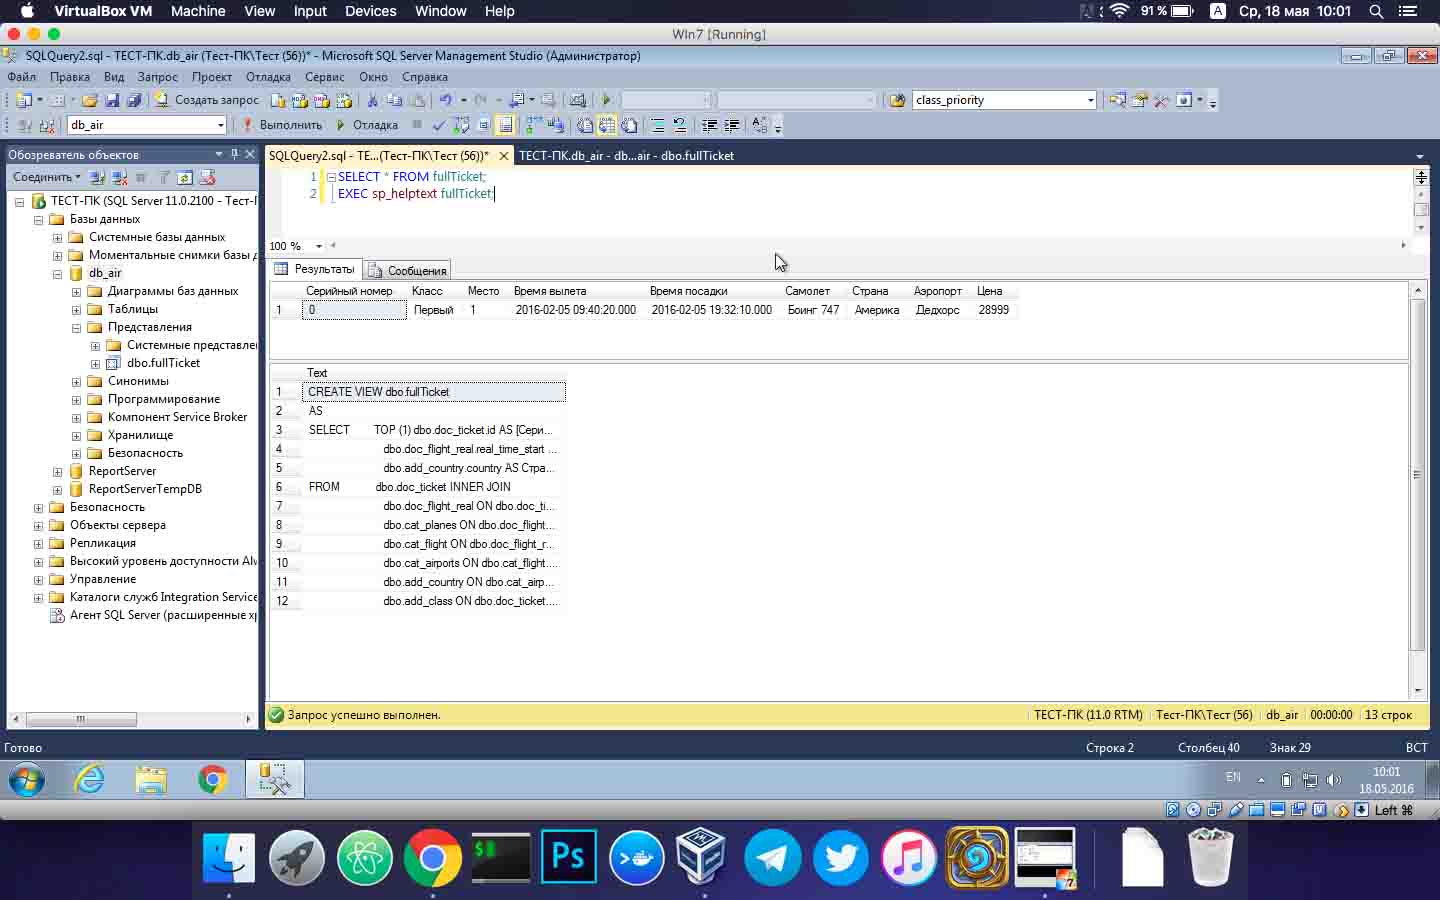 VirtualBox VM Machine View Input Devices Window Help 91 % A Ср, 18 мая 10:01
Win7 [Running]
SQLQuery2.sql - ТЕСТ-ПК.db_air (Тест-ПК\Тест (56))* - Microsoft SQL Server Management Studio (Администратор)
Файл Правка Вид Запрос Проект Отладка Сервис Окно Справка
Создать запрос class_priority
db_air Выполнить Отладка
Обозреватель объектов
SQLQuery2.sql - ТЕ...(Тест-ПК\Тест (56))* ТЕСТ-ПК.db_air - db...air - dbo.fullTicket
Соединить
1 SELECT * FROM fullTicket;
2 EXEC sp_helptext fullTicket;
100 %
ТЕСТ-ПК (SQL Server 11.0.2100 - Тест-П
Базы данных
Системные базы данных
Моментальные снимки базы д
db_air
Диаграммы баз данных
Таблицы
Представления
Системные представле
dbo.fullTicket
Синонимы
Программирование
Компонент Service Broker
Хранилище
Безопасность
ReportServer
ReportServerTempDB
Безопасность
Объекты сервера
Репликация
Высокий уровень доступности Alw
Управление
Каталоги служб Integration Service
Агент SQL Server (расширенные хр
Результаты Сообщения
Серийный номер Класс Место Время вылета Время посадки Самолет Страна Аэропорт Цена
1 0 Первый 1 2016-02-05 09:40:20.000 2016-02-05 19:32:10.000 Боинг 747 Америка Дедхорс 28999
Text
1 CREATE VIEW dbo.fullTicket
2 AS
3 SELECT TOP (1) dbo.doc_ticket.id AS [Сери...
4 dbo.doc_flight_real.real_time_start ...
5 dbo.add_country.country AS Стра...
6 FROM dbo.doc_ticket INNER JOIN
7 dbo.doc_flight_real ON dbo.doc_ti...
8 dbo.cat_planes ON dbo.doc_flight...
9 dbo.cat_flight ON dbo.doc_flight_r...
10 dbo.cat_airports ON dbo.cat_flight....
11 dbo.add_country ON dbo.cat_airp...
12 dbo.add_class ON dbo.doc_ticket....
Запрос успешно выполнен. ТЕСТ-ПК (11.0 RTM) Тест-ПК\Тест (56) db_air 00:00:00 13 строк
Готово Строка 2 Столбец 40 Знак 29 ВСТ
EN 10:01
18.05.2016
Left ⌘
$
Ps
7